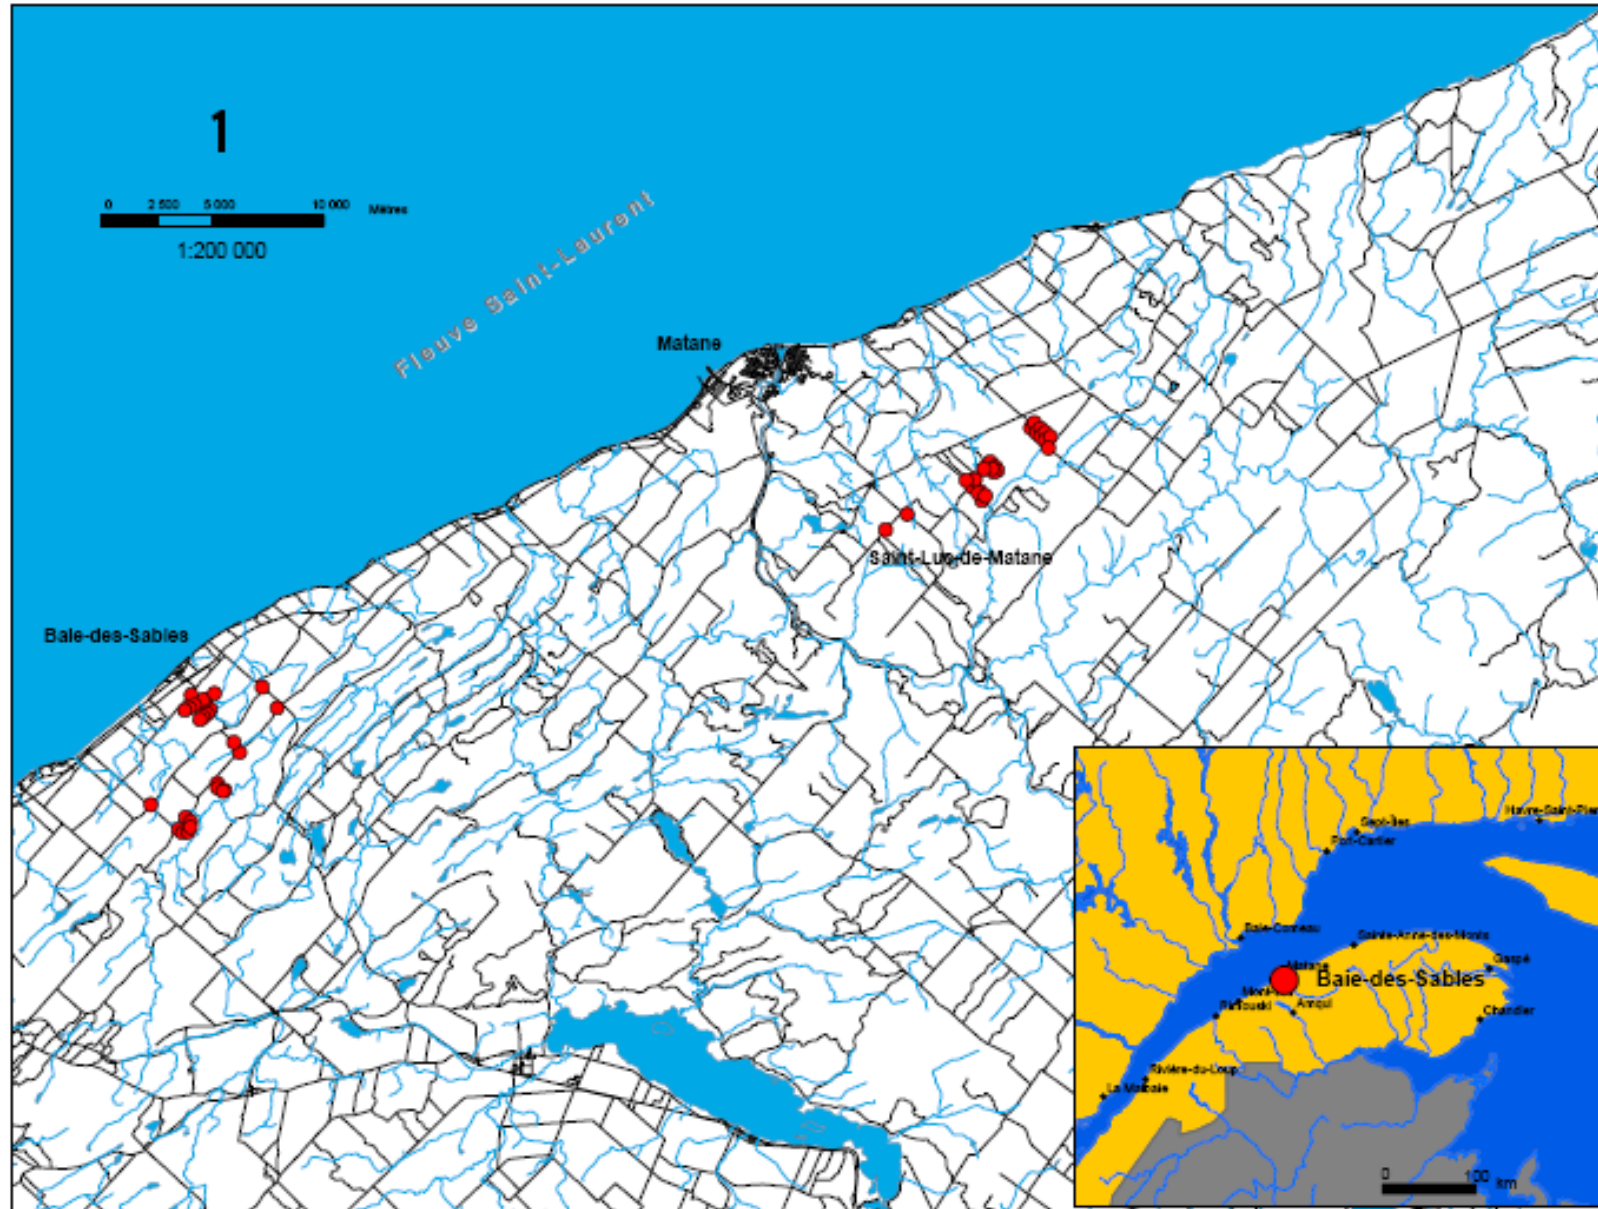 1
0 2 500 5 000 10 000 Mètres
1:200 000
Fleuve Saint-Laurent
Matane
Saint-Luc-de-Matane
Baie-des-Sables
Havre-Saint-Pier
Sept-Îles
Port-Cartier
Baie-Comeau
Sainte-Anne-des-Monts
Matane
Gaspé
Baie-des-Sables
Amqui
Rimouski
Chandler
Rivière-du-Loup
La Malbaie
0 100 km